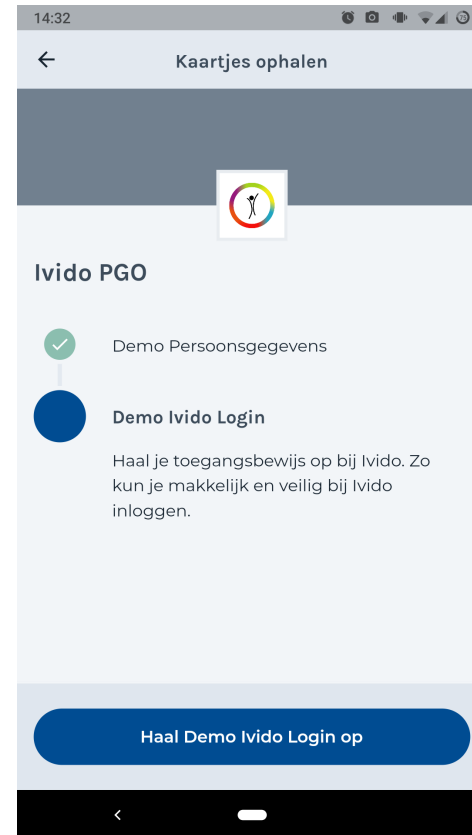 14:32
Kaartjes ophalen
Ivido PGO
Demo Persoonsgegevens
Demo Ivido Login
Haal je toegangsbewijs op bij Ivido. Zo
kun je makkelijk en veilig bij Ivido
inloggen.
Haal Demo Ivido Login op